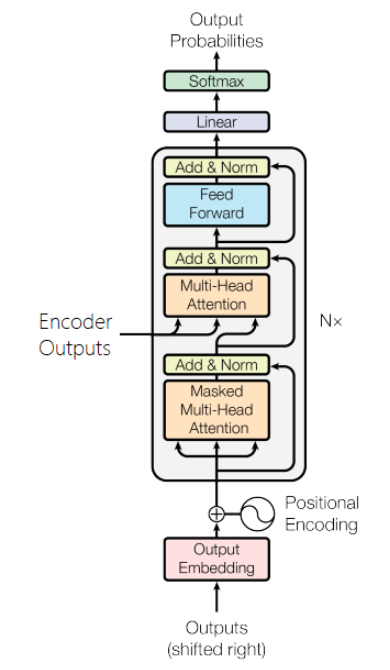 Output
Probabilities
Softmax
Linear
Add & Norm
Feed
Forward
Add & Norm
Multi-Head
Attention
Encoder
Outputs
N×
Add & Norm
Masked
Multi-Head
Attention
Positional
Encoding
Output
Embedding
Outputs
(shifted right)